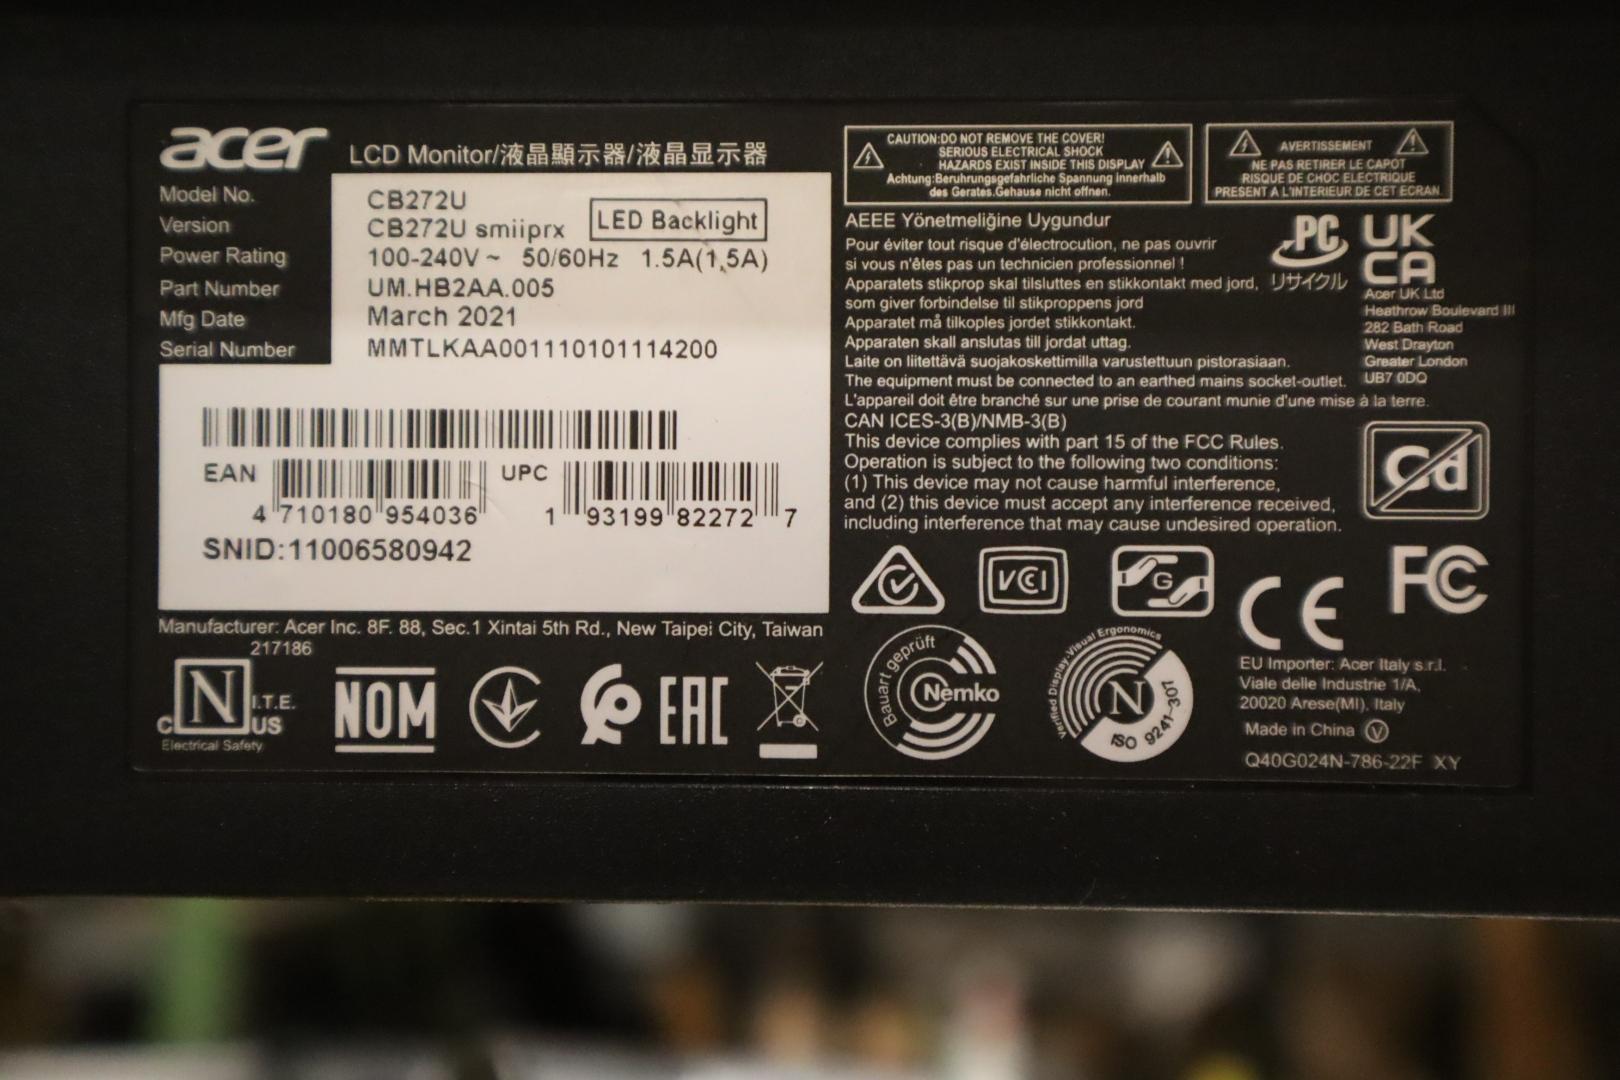 acer LCD Monitor/液晶顯示器/液晶显示器
Model No. CB272U
Version CB272U smiiprx
LED Backlight
Power Rating 100-240V ~ 50/60Hz 1.5A(1,5A)
Part Number UM.HB2AA.005
Mfg Date March 2021
Serial Number MMTLKAA001110101114200
EAN 4 710180 954036
UPC 1 93199 82272 7
SNID:11006580942
Manufacturer: Acer Inc. 8F. 88, Sec.1 Xintai 5th Rd., New Taipei City, Taiwan
217186
N
I.T.E.
C US
Electrical Safety
NOM
EAC
CAUTION:DO NOT REMOVE THE COVER!
SERIOUS ELECTRICAL SHOCK
HAZARDS EXIST INSIDE THIS DISPLAY
Achtung:Beruhrungsgefahrliche Spannung innerhalb
des Gerates.Gehause nicht offnen.
AVERTISSEMENT
NE PAS RETIRER LE CAPOT
RISQUE DE CHOC ELECTRIQUE
PRESENT A L'INTERIEUR DE CET ECRAN.
AEEE Yönetmeliğine Uygundur
Pour éviter tout risque d'électrocution, ne pas ouvrir
si vous n'êtes pas un technicien professionnel !
Apparatets stikprop skal tilsluttes en stikkontakt med jord,
som giver forbindelse til stikproppens jord
Apparatet må tilkoples jordet stikkontakt.
Apparaten skall anslutas till jordat uttag.
Laite on liitettävä suojakoskettimilla varustettuun pistorasiaan.
The equipment must be connected to an earthed mains socket-outlet.
L'appareil doit être branché sur une prise de courant munie d'une mise à la terre.
CAN ICES-3(B)/NMB-3(B)
This device complies with part 15 of the FCC Rules.
Operation is subject to the following two conditions:
(1) This device may not cause harmful interference,
and (2) this device must accept any interference received,
including interference that may cause undesired operation.
PC
リサイクル
UK
CA
Acer UK Ltd
Heathrow Boulevard III
282 Bath Road
West Drayton
Greater London
UB7 0DQ
Cd
VCI
G
CE
FC
Bauart geprüft
Nemko
Verified Display-Visual Ergonomics
N
ISO 9241-307
EU Importer: Acer Italy s.r.l.
Viale delle Industrie 1/A,
20020 Arese(MI), Italy
Made in China V
Q40G024N-786-22F XY